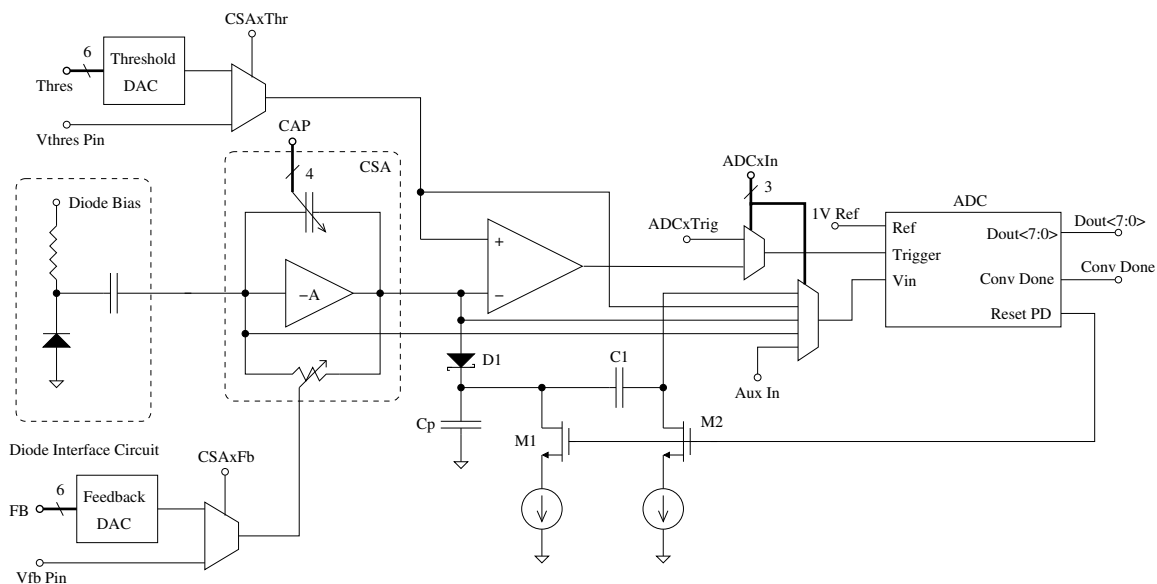 CSAxThr
6
Threshold
DAC
Thres
Vthres Pin
CAP
4
CSA
ADCxIn
3
Diode Bias
ADC
1V Ref
Ref
Dout<7:0>
Dout<7:0>
ADCxTrig
+
Trigger
Conv Done
Conv Done
Vin
−A
−
Reset PD
D1
C1
Aux In
Cp
M1
M2
Diode Interface Circuit
CSAxFb
6
Feedback
DAC
FB
Vfb Pin